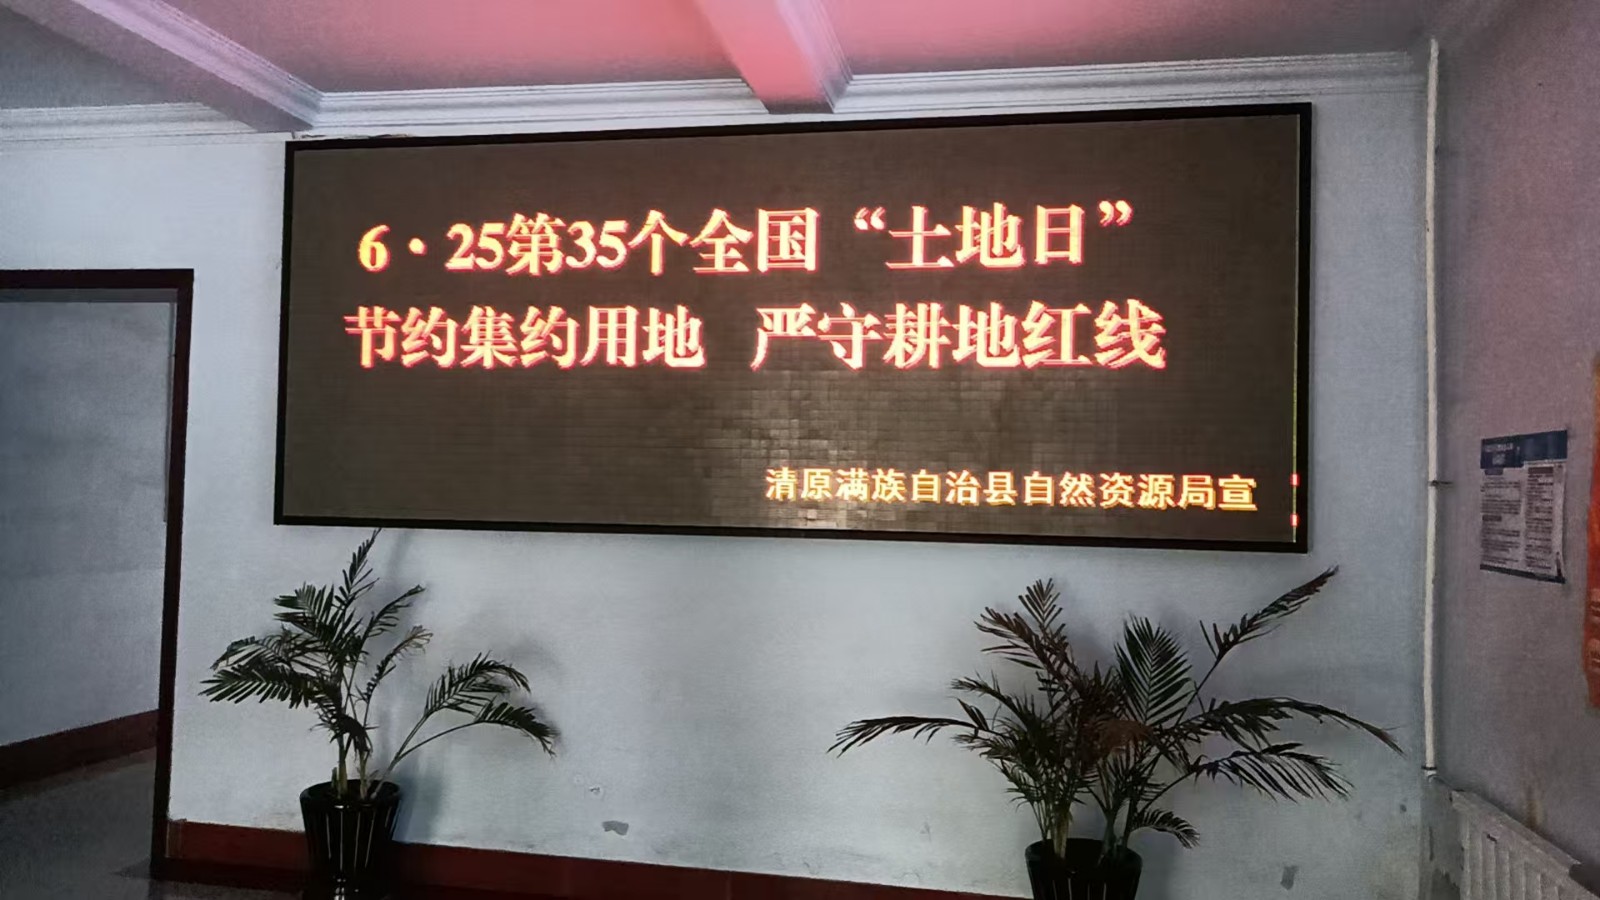 6·25第35个全国“土地日”
节约集约用地 严守耕地红线
清原满族自治县自然资源局宣